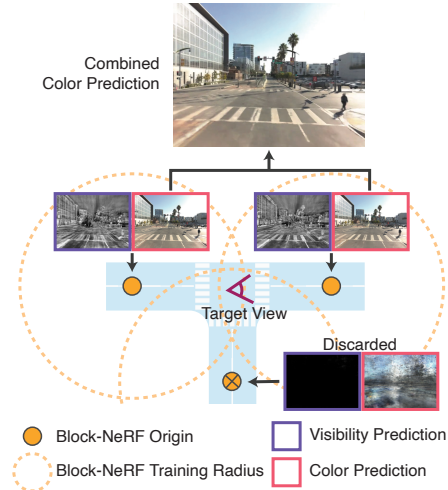 Combined
Color Prediction
Target View
Discarded
Block-NeRF Origin
Visibility Prediction
Block-NeRF Training Radius
Color Prediction